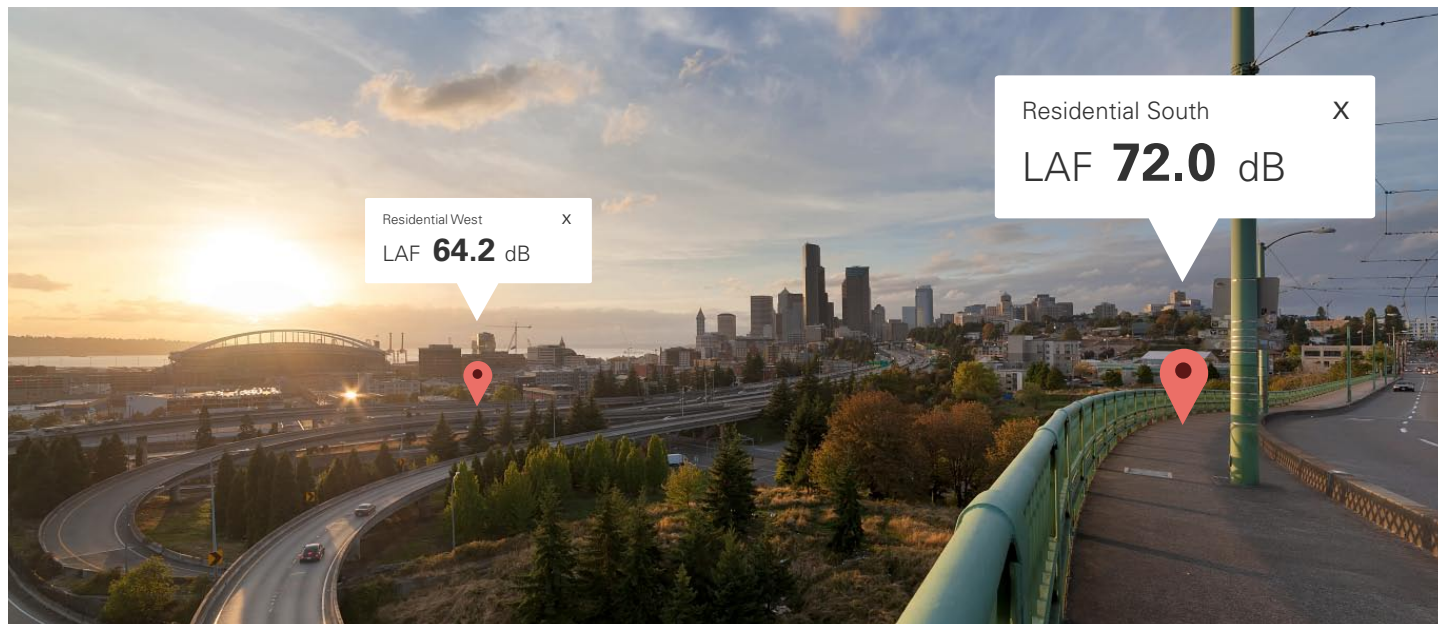 Residential West X
LAF 64.2 dB
Residential South X
LAF 72.0 dB